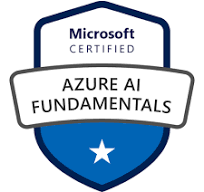 Microsoft
CERTIFIED
AZURE AI
FUNDAMENTALS